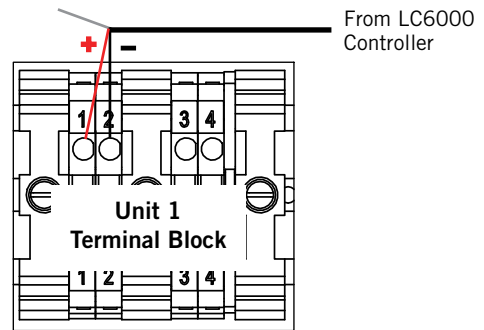 From LC6000
Controller
+ −
1 2 3 4
Unit 1
Terminal Block
1 2 3 4